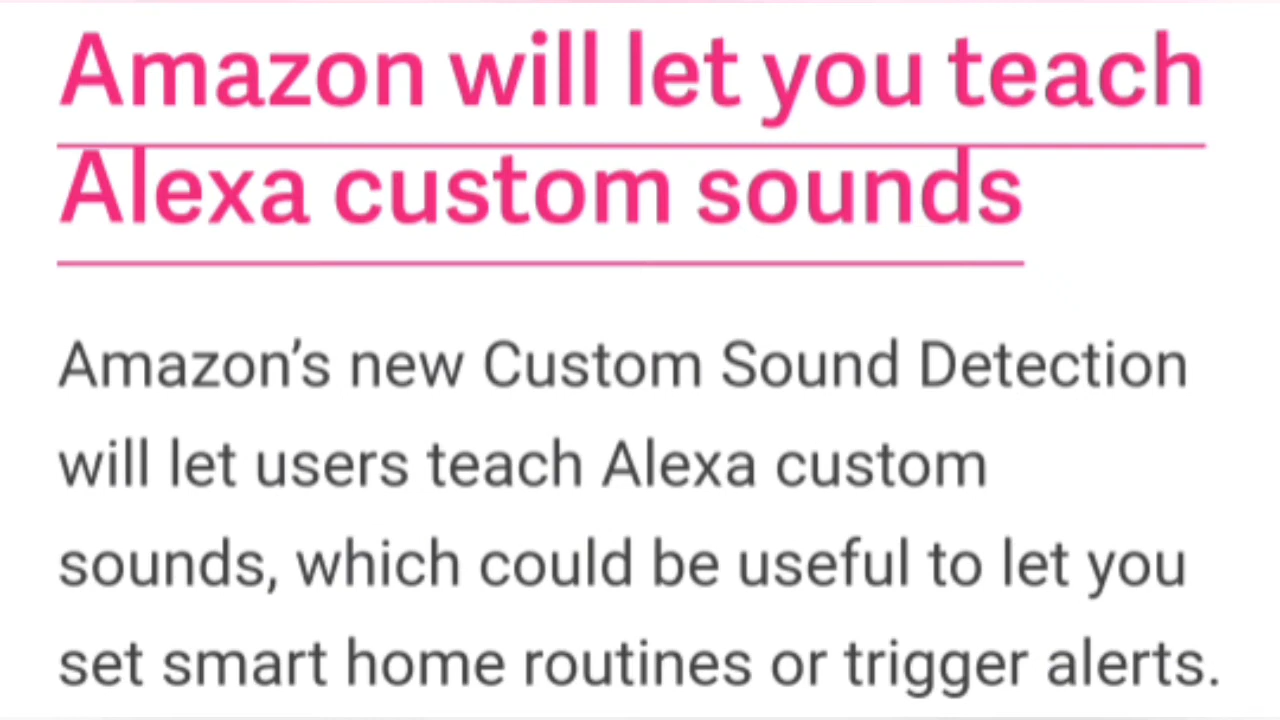 Amazon will let you teach
Alexa custom sounds
Amazon’s new Custom Sound Detection
will let users teach Alexa custom
sounds, which could be useful to let you
set smart home routines or trigger alerts.